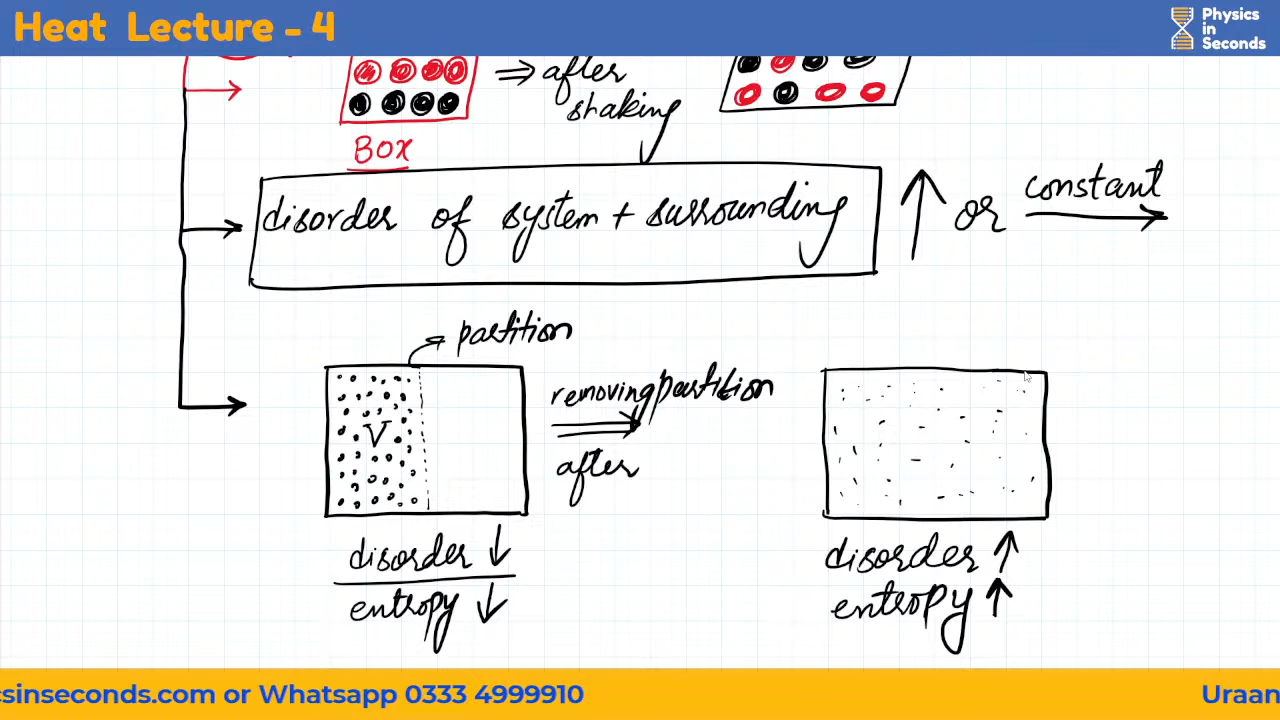 Heat Lecture - 4
Physics
in
Seconds
⇒ after
shaking
BOX
disorder of system + surrounding ↑ or constant →
partition
removing partition
V
after
disorder ↓
entropy ↓
disorder ↑
entropy ↑
csinseconds.com or Whatsapp 0333 4999910
Uraan